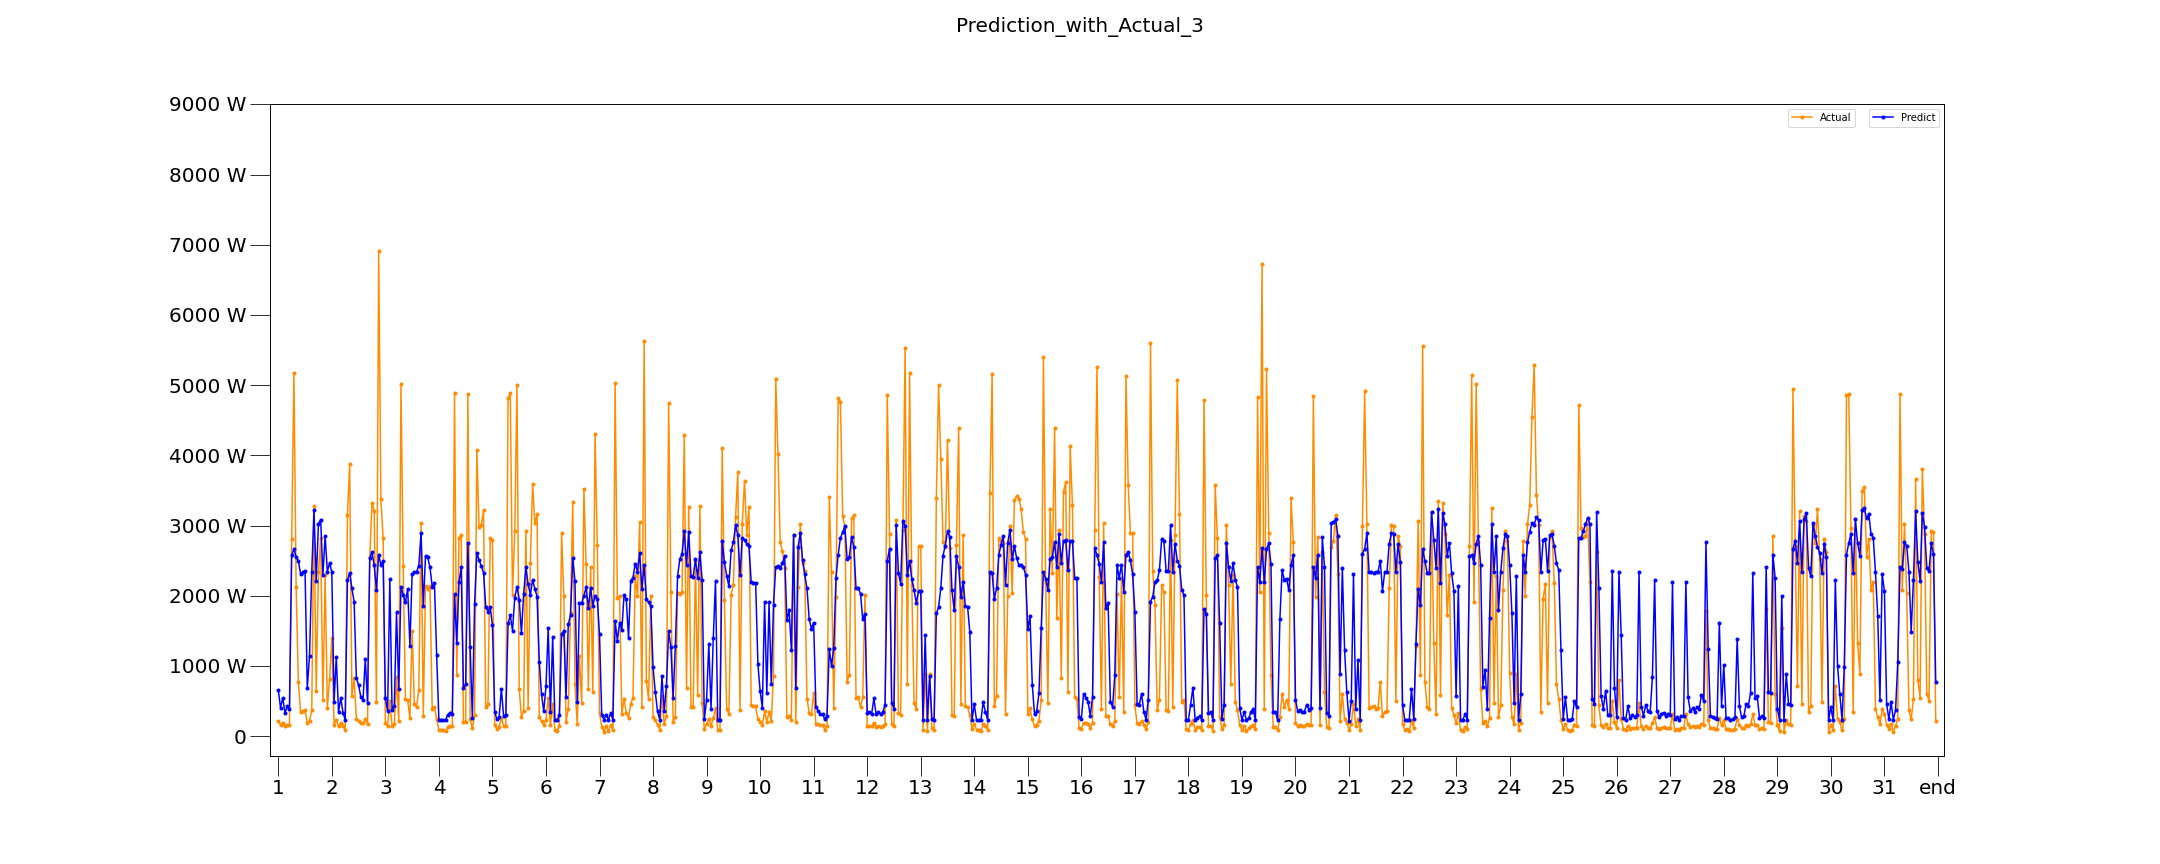 Prediction_with_Actual_3
Actual Predict
9000 W
8000 W
7000 W
6000 W
5000 W
4000 W
3000 W
2000 W
1000 W
0
1 2 3 4 5 6 7 8 9 10 11 12 13 14 15 16 17 18 19 20 21 22 23 24 25 26 27 28 29 30 31 end